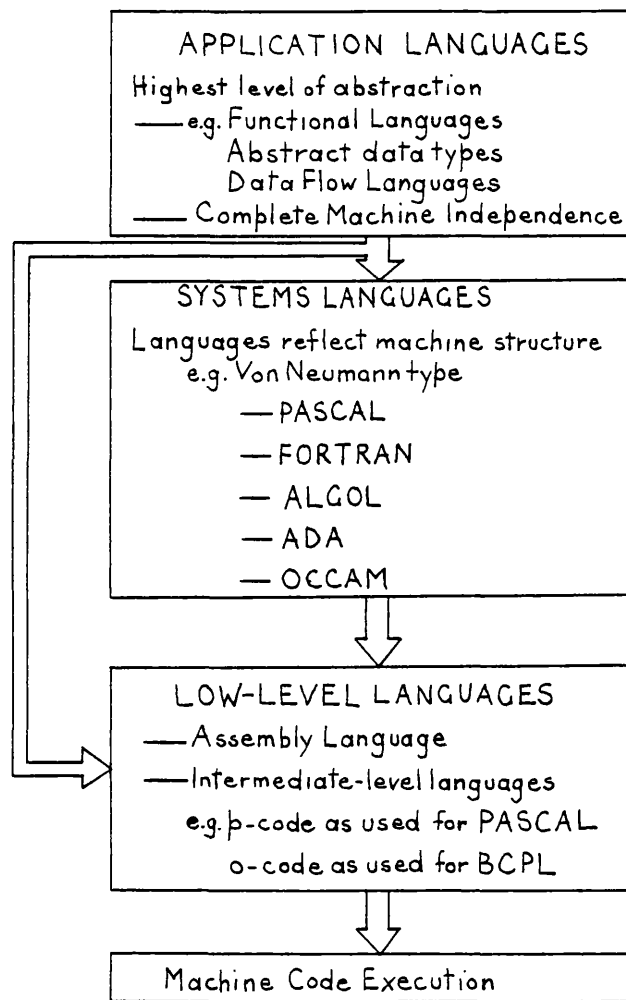 APPLICATION LANGUAGES
Highest level of abstraction
— e.g. Functional Languages
Abstract data types
Data Flow Languages
— Complete Machine Independence
SYSTEMS LANGUAGES
Languages reflect machine structure
e.g. Von Neumann type
— PASCAL
— FORTRAN
— ALGOL
— ADA
— OCCAM
LOW-LEVEL LANGUAGES
— Assembly Language
— Intermediate-level languages
e.g. p-code as used for PASCAL
o-code as used for BCPL
Machine Code Execution